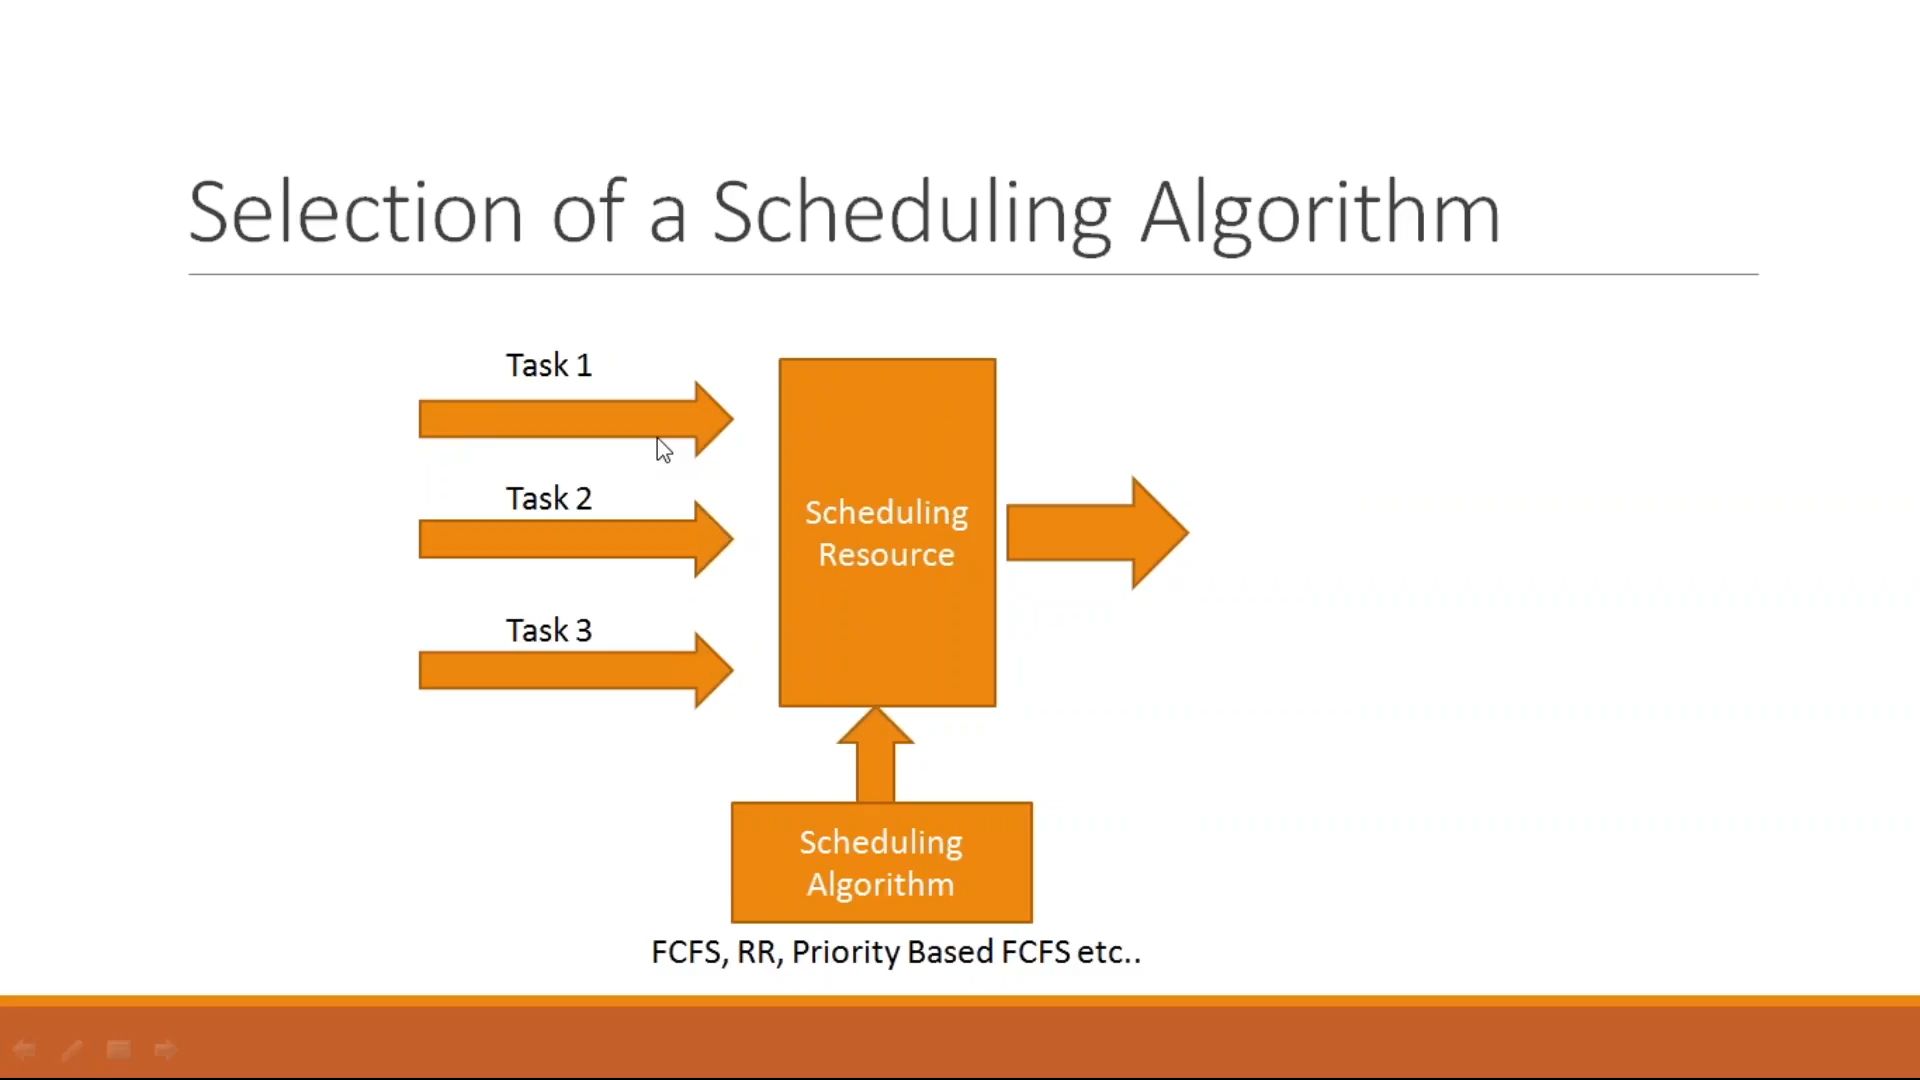 Selection of a Scheduling Algorithm
Task 1
Task 2
Task 3
Scheduling
Resource
Scheduling
Algorithm
FCFS, RR, Priority Based FCFS etc..